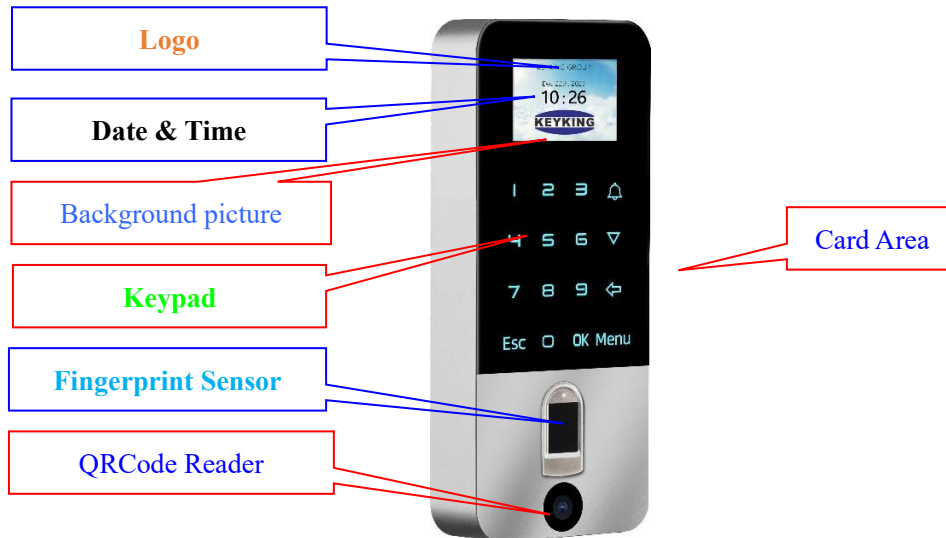 Logo
Date & Time
Background picture
Keypad
Fingerprint Sensor
QRCode Reader
Card Area
GROUP
10:26
KEYKING
1 2 3
4 5 6
7 8 9
Esc 0 OK Menu